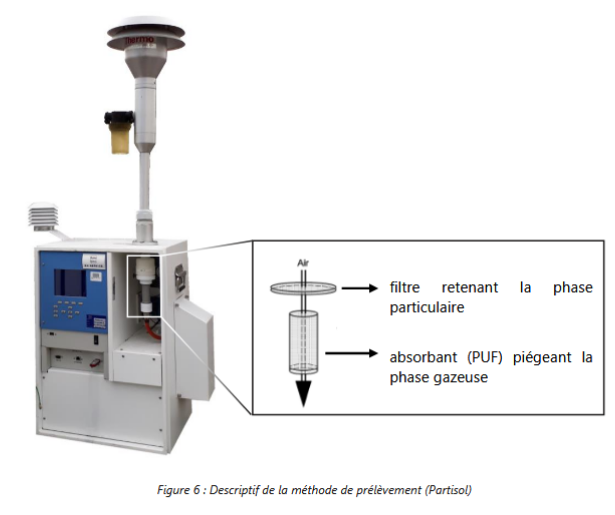 Thermo
Air
filtre retenant la phase
particulaire
absorbant (PUF) piégeant la
phase gazeuse
Figure 6 : Descriptif de la méthode de prélèvement (Partisol)